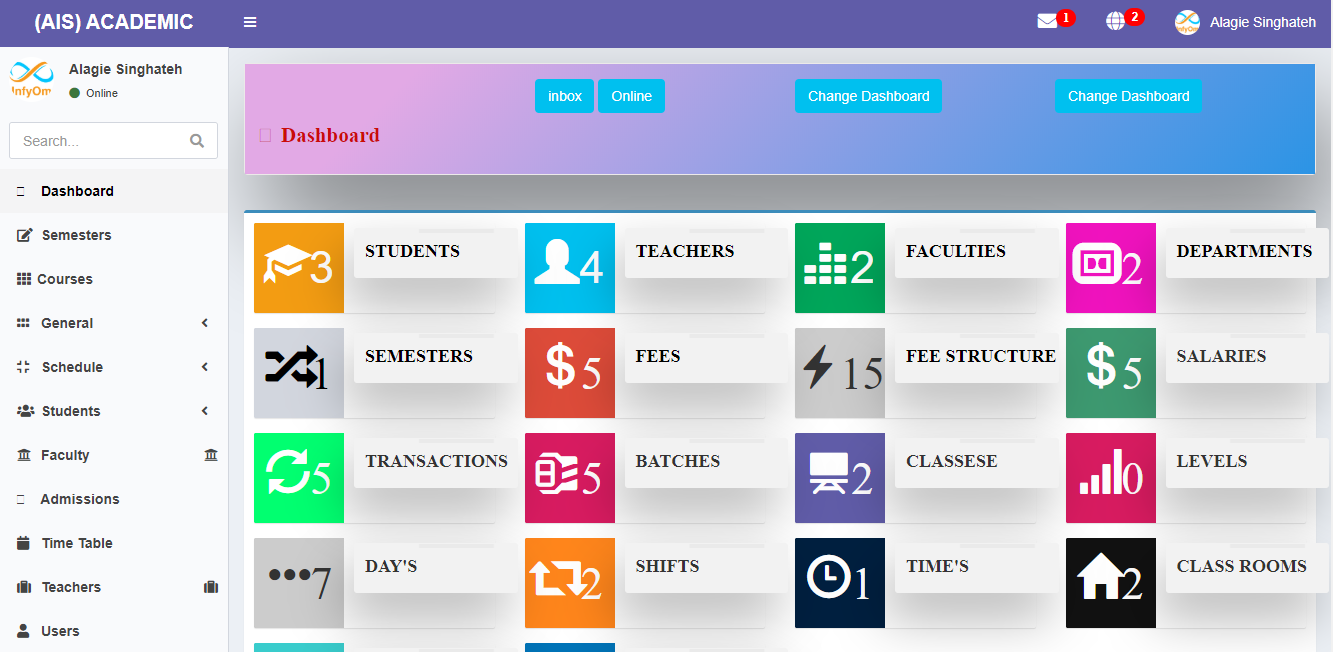 (AIS) ACADEMIC
1
2
Alagie Singhateh
InfyOm
Alagie Singhateh
Online
Search...
Dashboard
Semesters
Courses
General
Schedule
Students
Faculty
Admissions
Time Table
Teachers
Users
inbox
Online
Change Dashboard
Change Dashboard
Dashboard
3 STUDENTS
4 TEACHERS
2 FACULTIES
2 DEPARTMENTS
1 SEMESTERS
5 FEES
15 FEE STRUCTURE
5 SALARIES
5 TRANSACTIONS
5 BATCHES
2 CLASSESE
0 LEVELS
7 DAY'S
2 SHIFTS
1 TIME'S
2 CLASS ROOMS